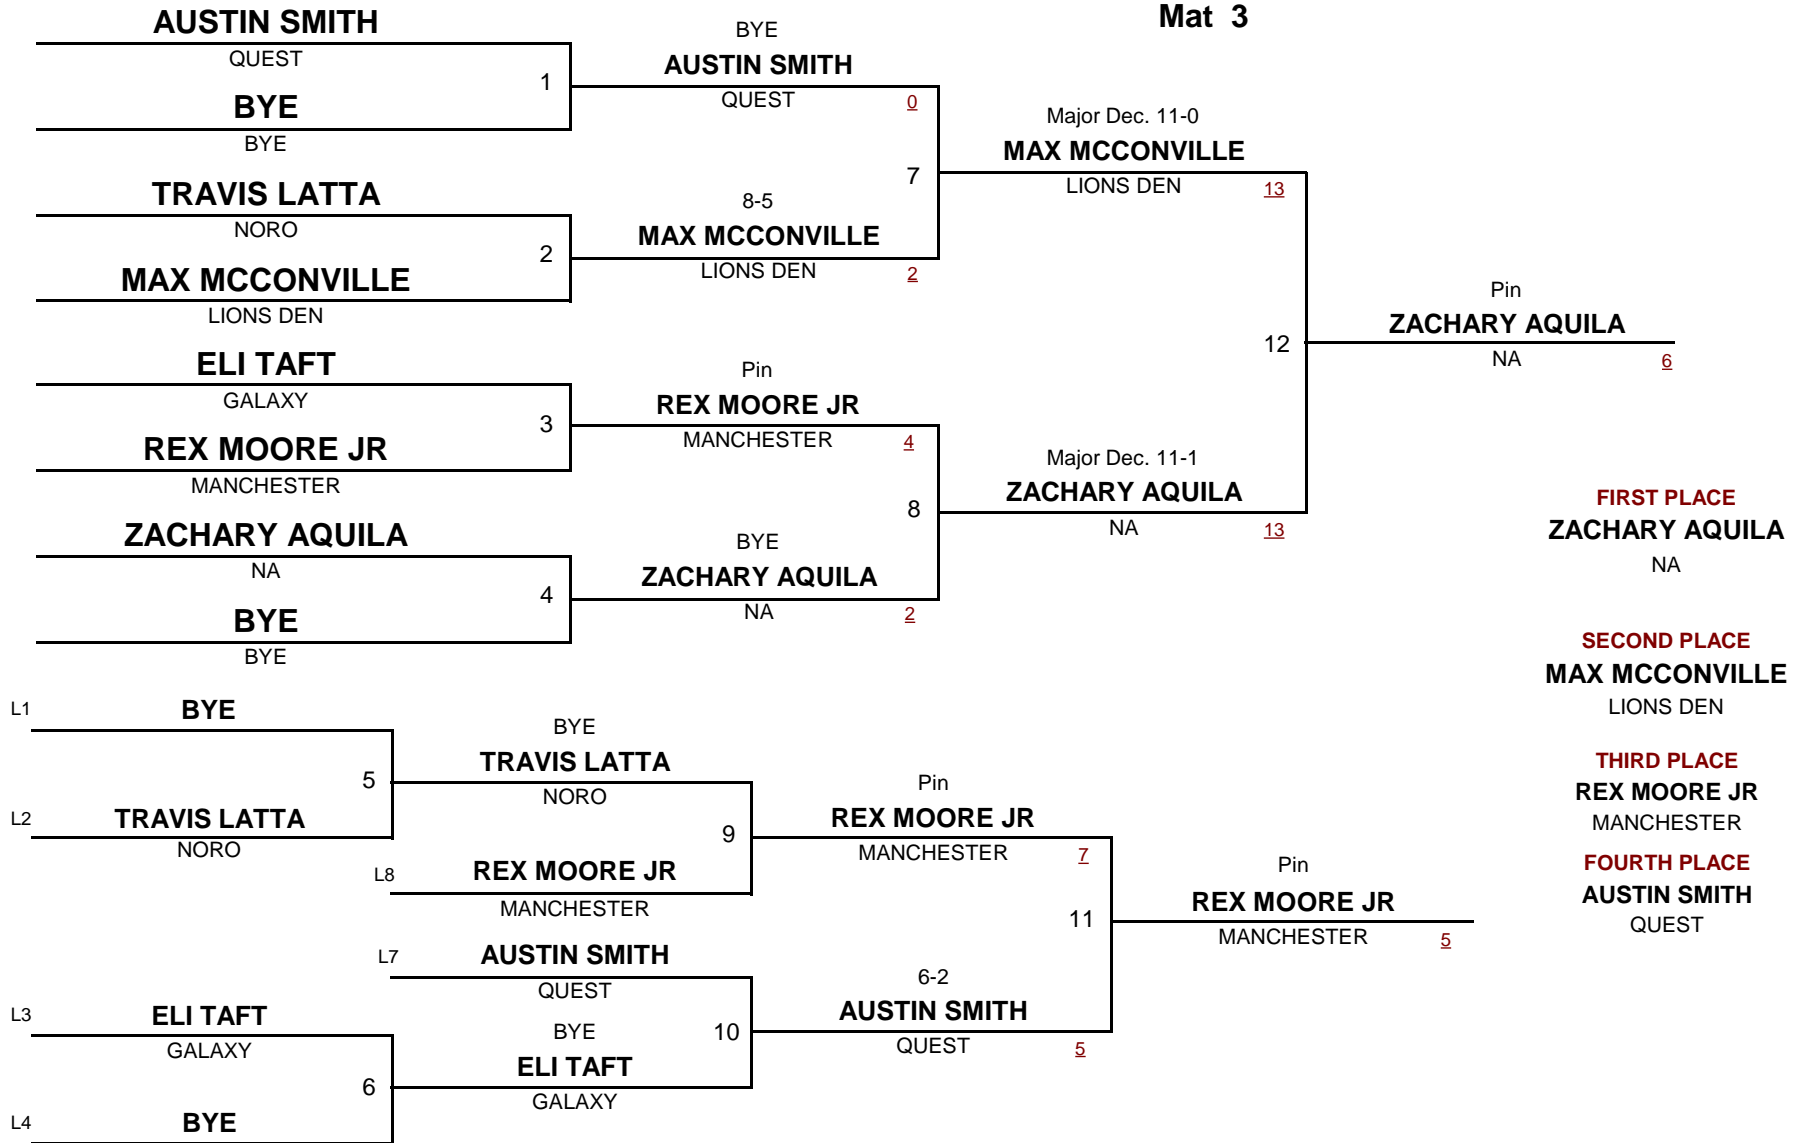 Mat 3
AUSTIN SMITH
QUEST
1
BYE
BYE
TRAVIS LATTA
NORO
2
MAX MCCONVILLE
LIONS DEN
ELI TAFT
GALAXY
3
REX MOORE JR
MANCHESTER
ZACHARY AQUILA
NA
4
BYE
BYE
BYE
AUSTIN SMITH
QUEST 0
7
8-5
MAX MCCONVILLE
LIONS DEN 2
Pin
REX MOORE JR
MANCHESTER 4
8
BYE
ZACHARY AQUILA
NA 2
Major Dec. 11-0
MAX MCCONVILLE
LIONS DEN 13
12
Major Dec. 11-1
ZACHARY AQUILA
NA 13
Pin
ZACHARY AQUILA
NA 6
FIRST PLACE
ZACHARY AQUILA
NA
SECOND PLACE
MAX MCCONVILLE
LIONS DEN
THIRD PLACE
REX MOORE JR
MANCHESTER
FOURTH PLACE
AUSTIN SMITH
QUEST
L1 BYE
5
L2 TRAVIS LATTA
NORO
L3 ELI TAFT
GALAXY
6
L4 BYE
BYE
TRAVIS LATTA
NORO
9
L8 REX MOORE JR
MANCHESTER
L7 AUSTIN SMITH
QUEST
BYE 10
ELI TAFT
GALAXY
Pin
REX MOORE JR
MANCHESTER 7
11
6-2
AUSTIN SMITH
QUEST 5
Pin
REX MOORE JR
MANCHESTER 5